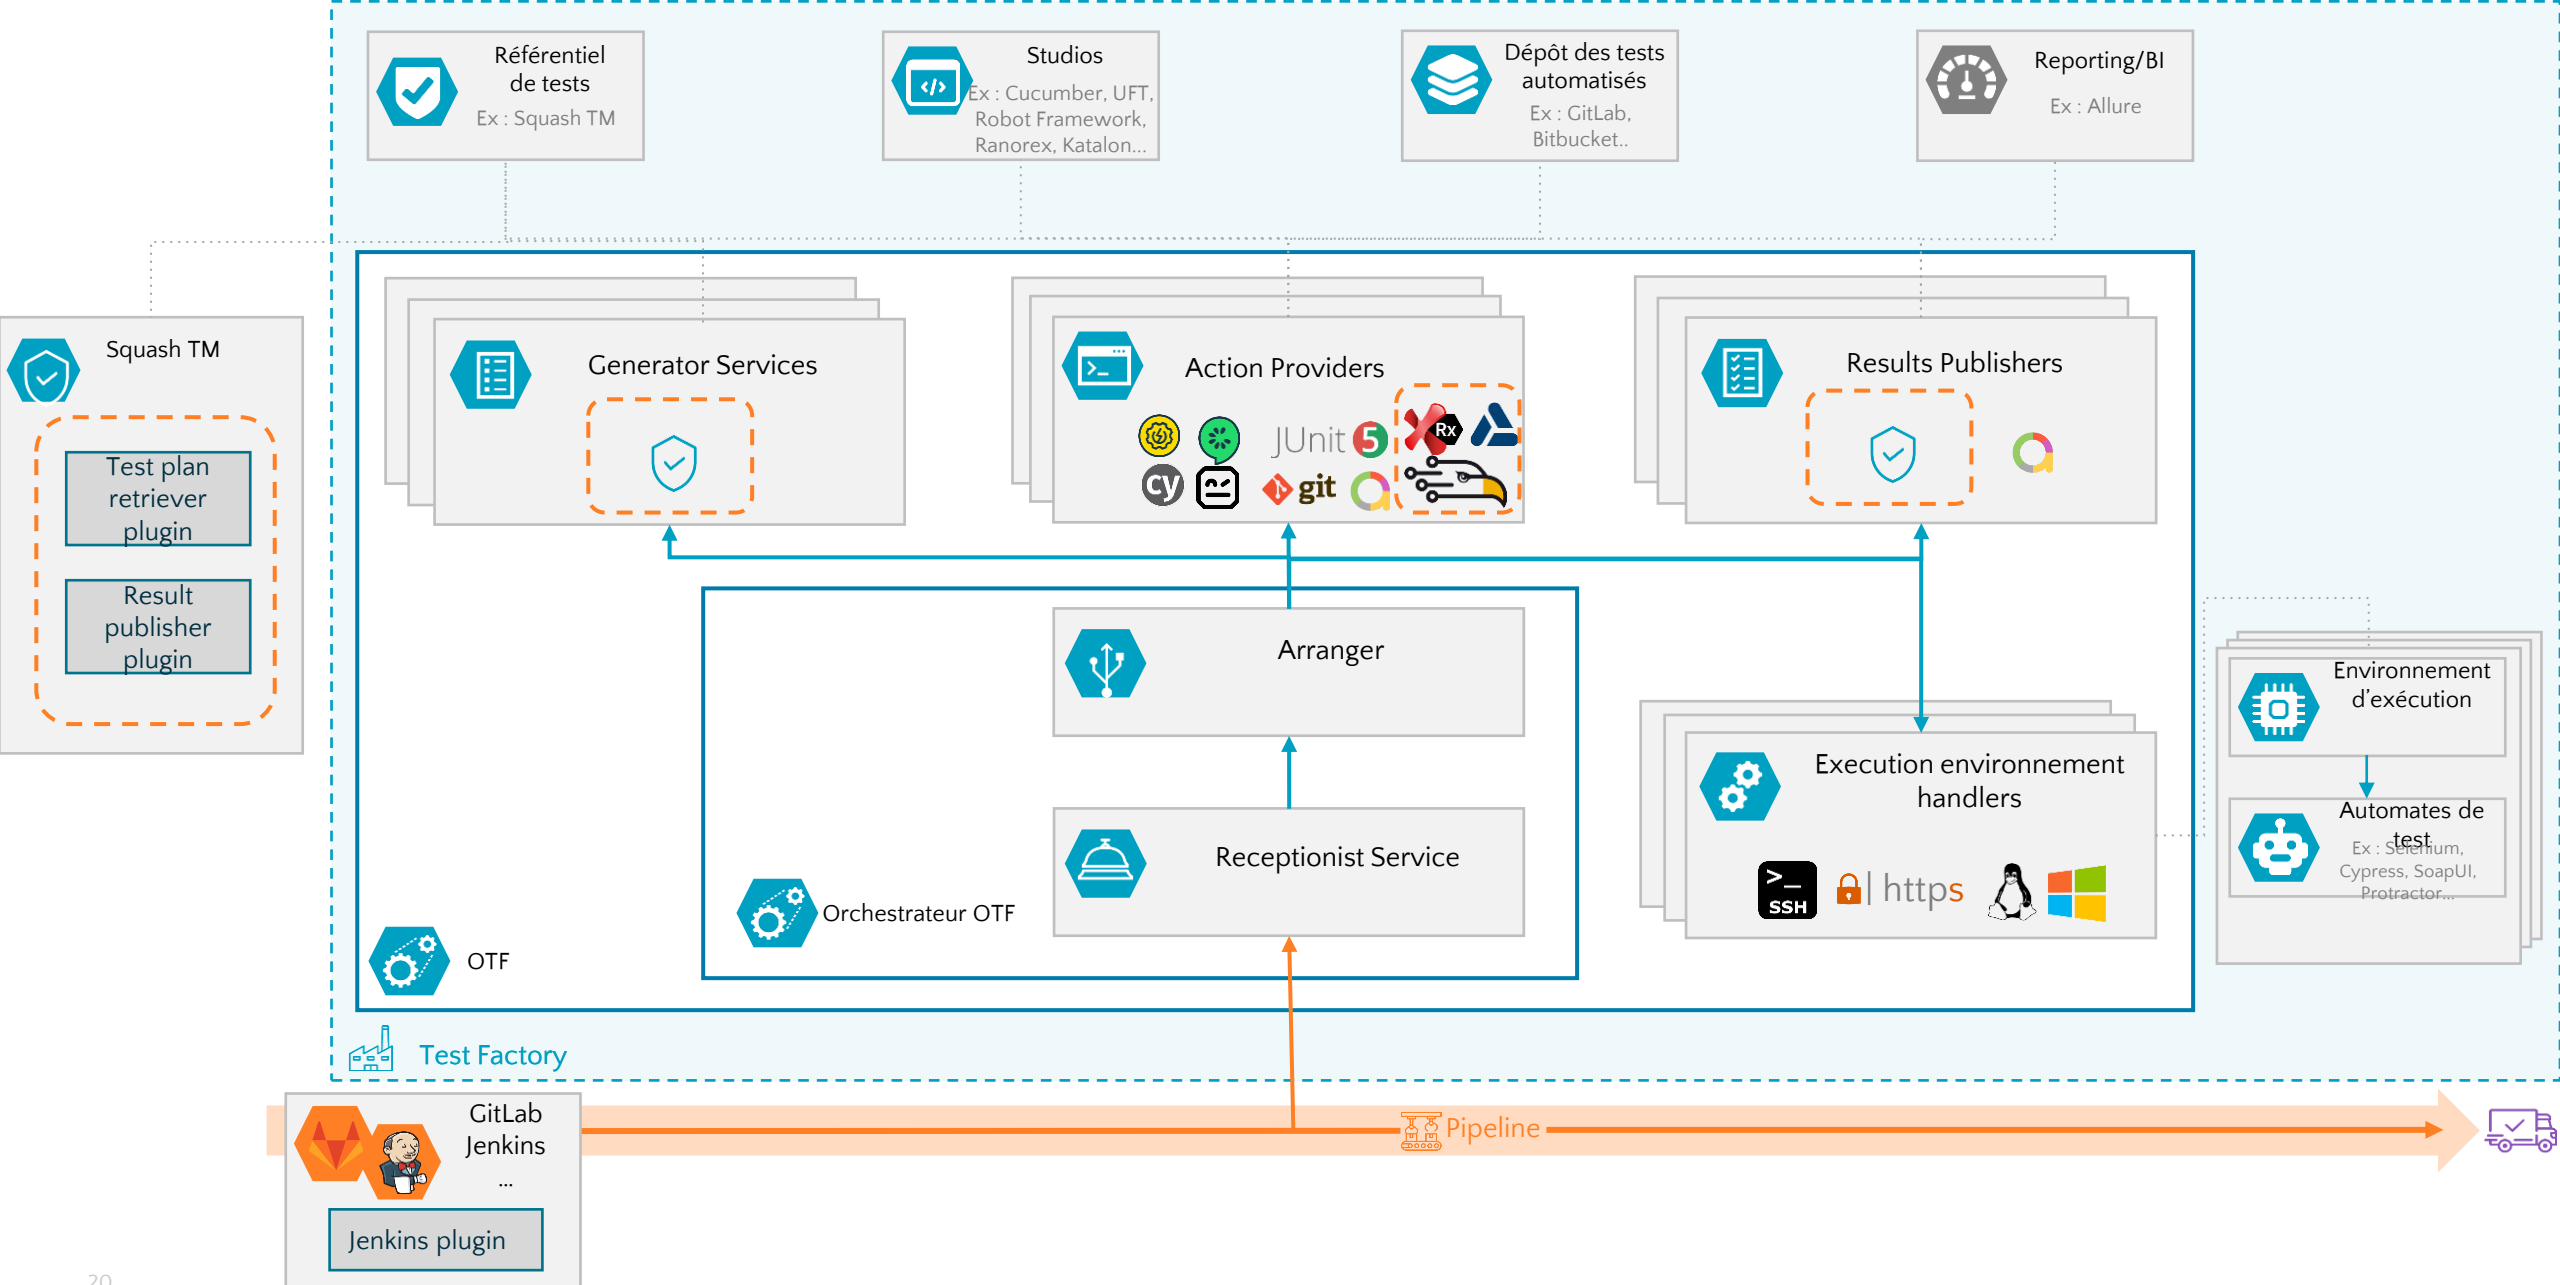 Référentiel
de tests
Ex : Squash TM
Studios
Ex : Cucumber, UFT,
Robot Framework,
Ranorex, Katalon...
Dépôt des tests
automatisés
Ex : GitLab,
Bitbucket..
Reporting/BI
Ex : Allure
Squash TM
Test plan
retriever
plugin
Result
publisher
plugin
Generator Services
Action Providers
JUnit 5
Rx
cy
git
Results Publishers
Arranger
Receptionist Service
Orchestrateur OTF
OTF
Execution environnement
handlers
>_
SSH
https
Environnement
d’exécution
Automates de
test
Ex : Selenium,
Cypress, SoapUI,
Protractor...
Test Factory
GitLab
Jenkins
...
Jenkins plugin
Pipeline
20